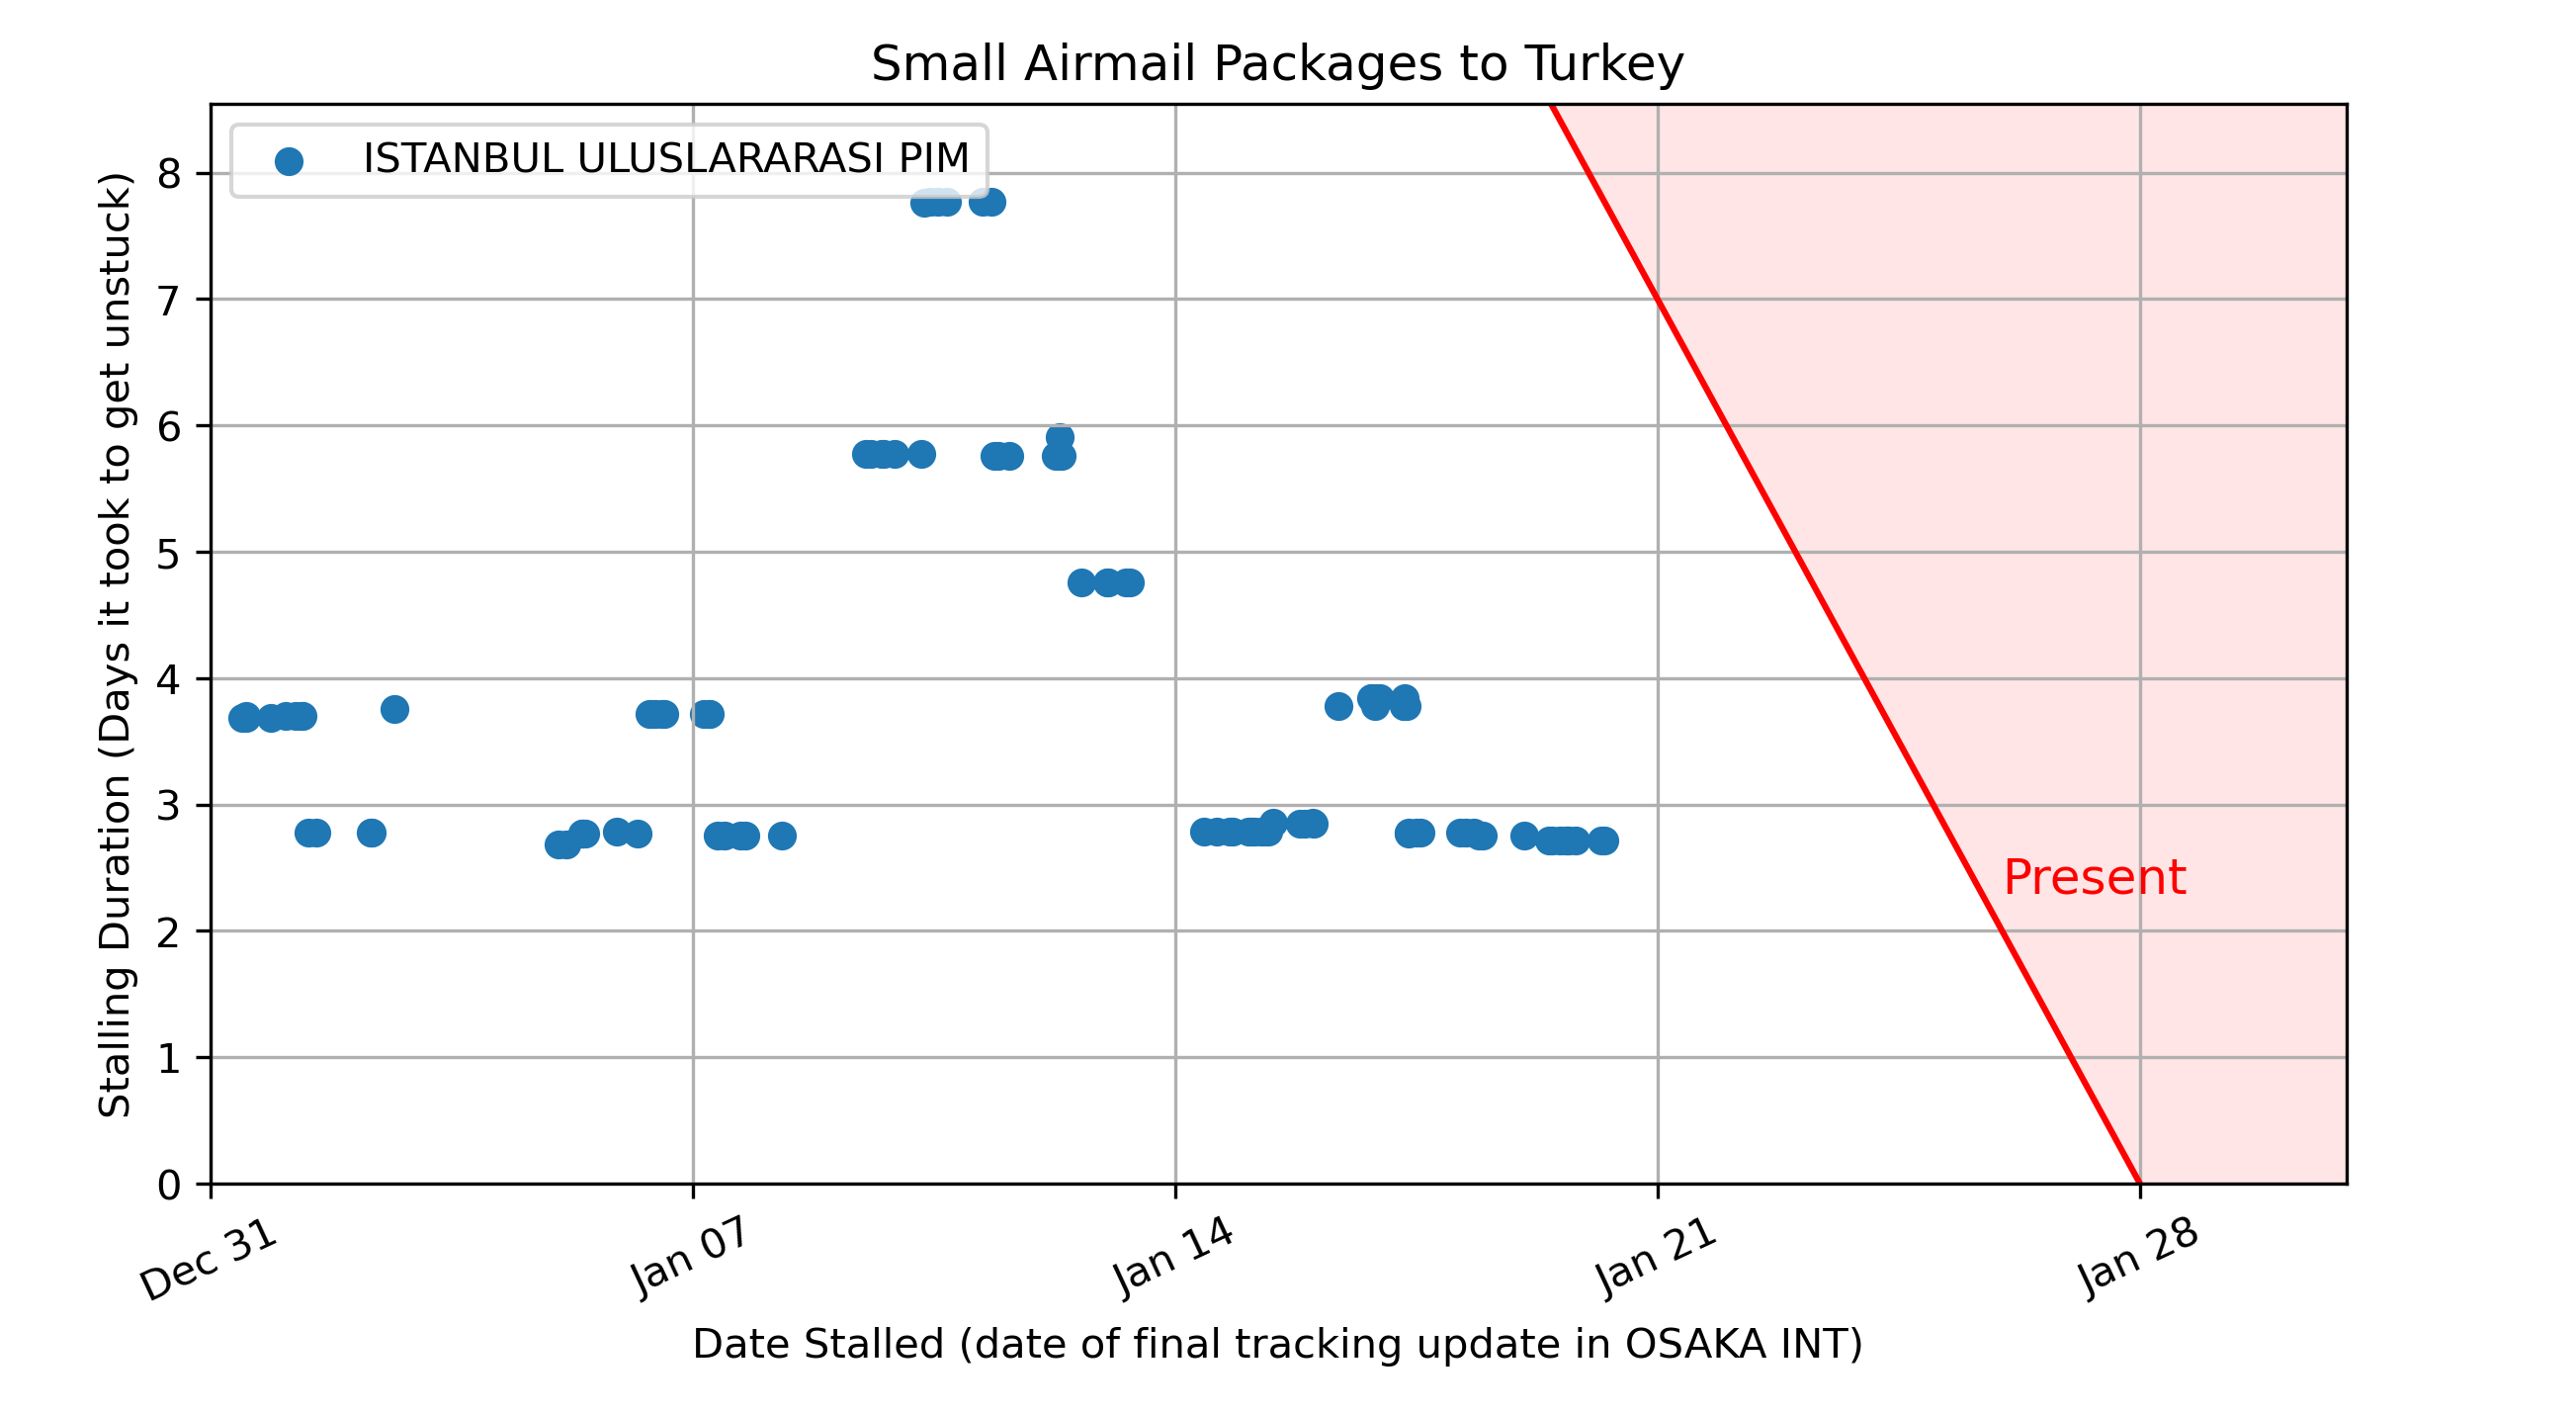 Small Airmail Packages to Turkey
ISTANBUL ULUSLARARASI PIM
Stalling Duration (Days it took to get unstuck)
8
7
6
5
4
3
2
1
0
Present
Dec 31
Jan 07
Jan 14
Jan 21
Jan 28
Date Stalled (date of final tracking update in OSAKA INT)